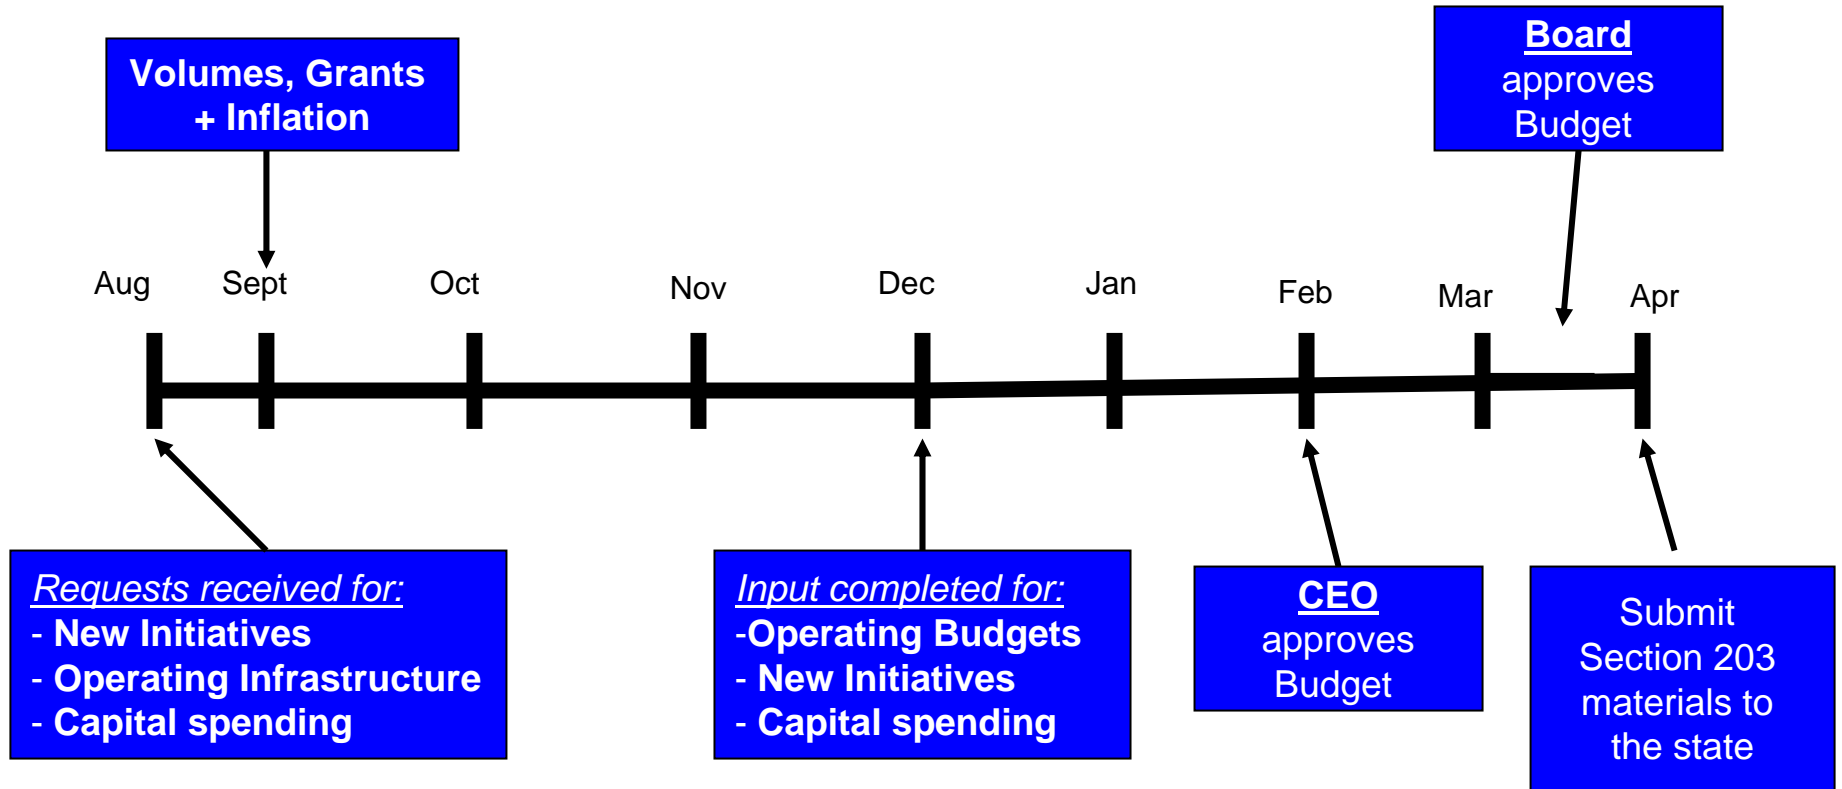 Volumes, Grants
+ Inflation
Board
approves
Budget
Aug
Sept
Oct
Nov
Dec
Jan
Feb
Mar
Apr
Requests received for:
- New Initiatives
- Operating Infrastructure
- Capital spending
Input completed for:
-Operating Budgets
- New Initiatives
- Capital spending
CEO
approves
Budget
Submit
Section 203
materials to
the state